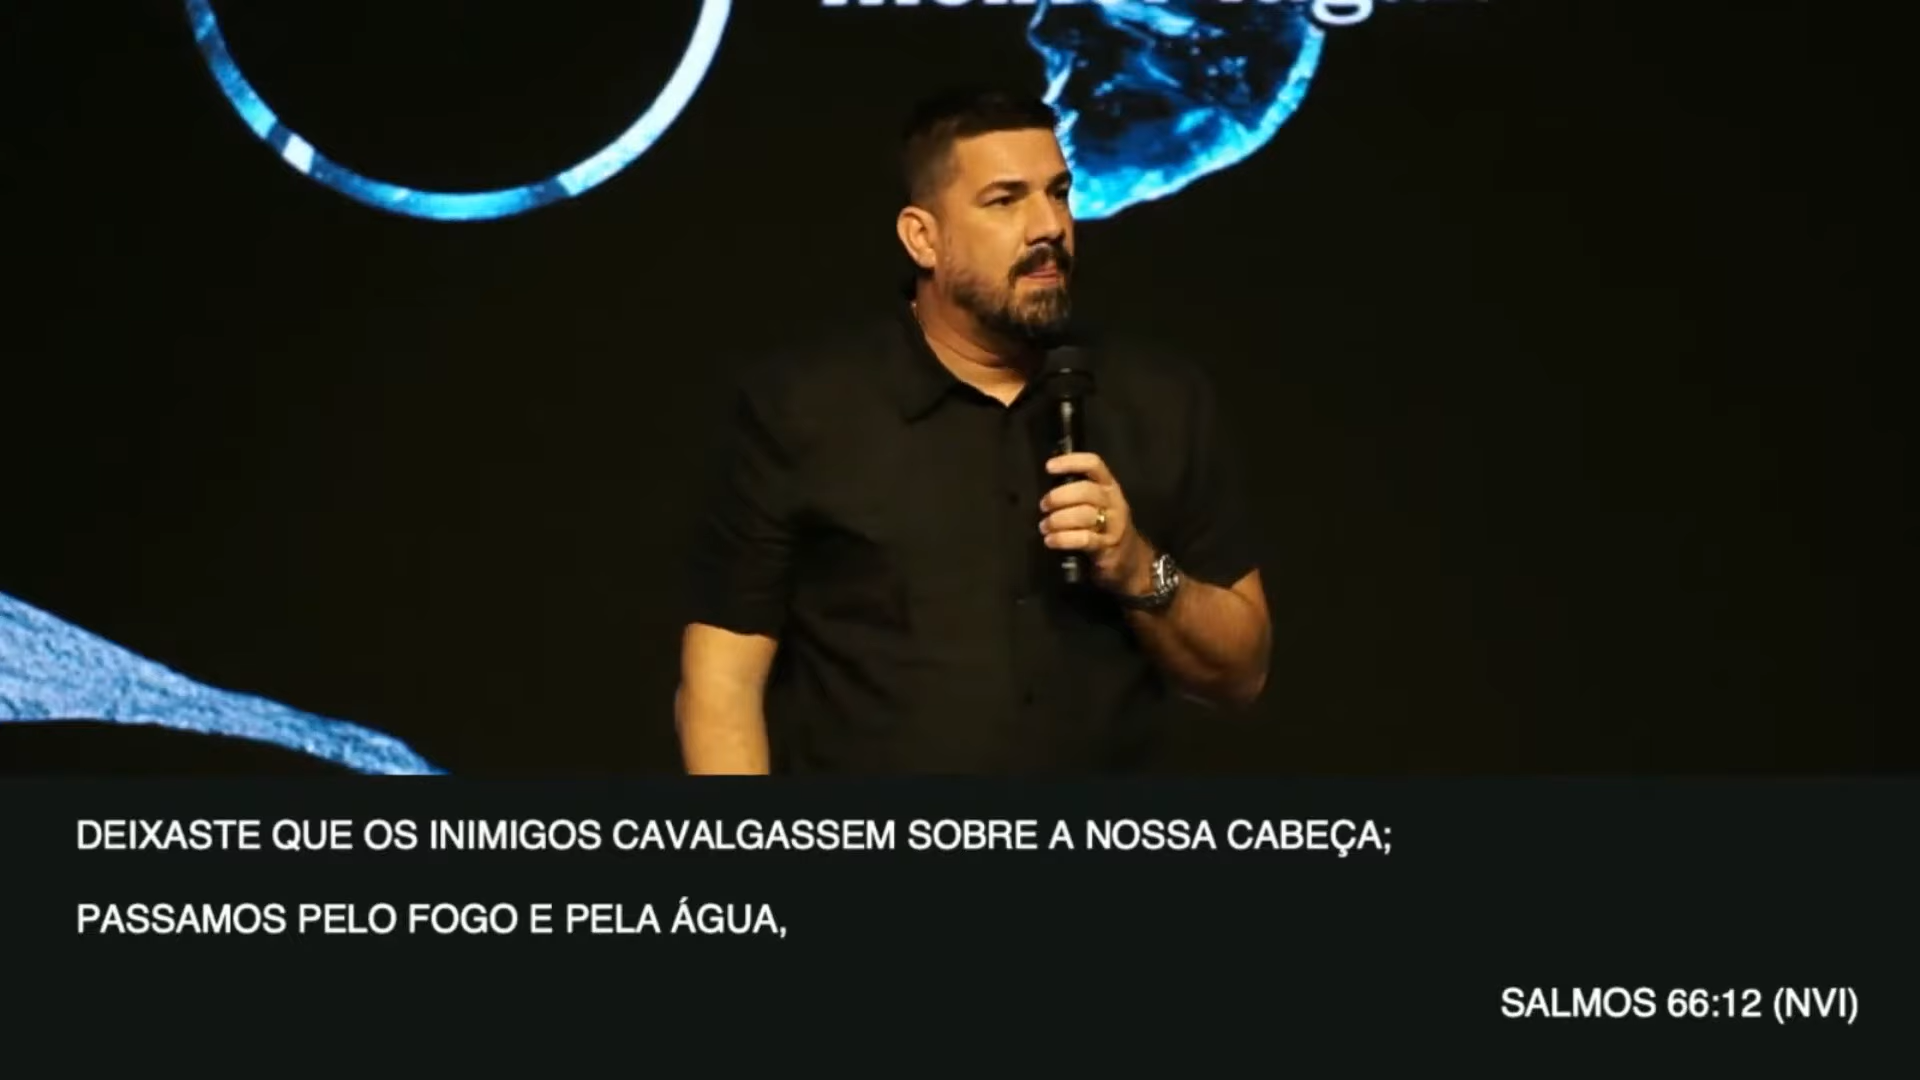 DEIXASTE QUE OS INIMIGOS CAVALGASSEM SOBRE A NOSSA CABEÇA;
PASSAMOS PELO FOGO E PELA ÁGUA,
SALMOS 66:12 (NVI)